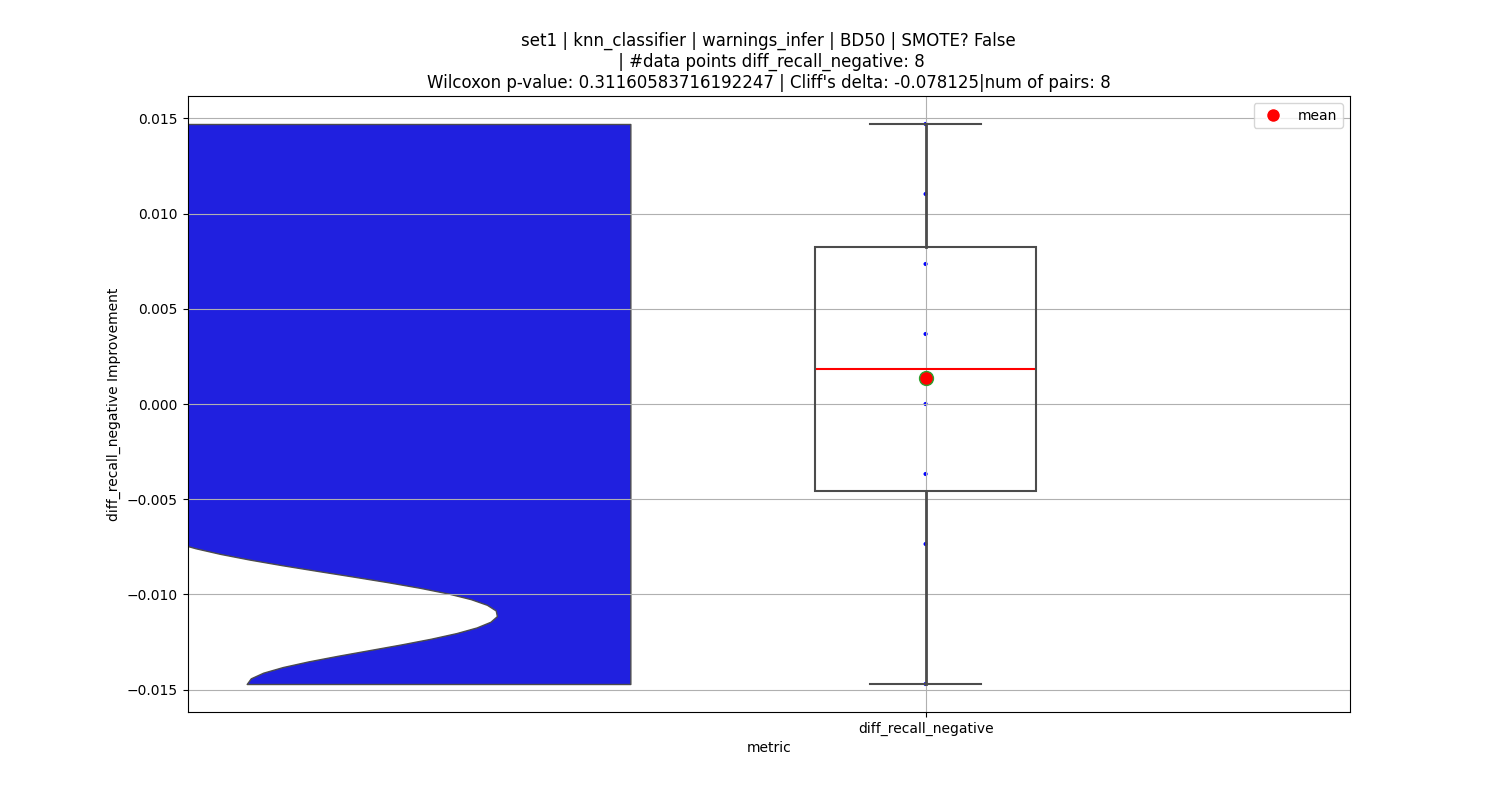 set1 | knn_classifier | warnings_infer | BD50 | SMOTE? False
| #data points diff_recall_negative: 8
Wilcoxon p-value: 0.31160583716192247 | Cliff's delta: -0.078125|num of pairs: 8
mean
0.015
0.010
0.005
0.000
−0.005
−0.010
−0.015
diff_recall_negative Improvement
diff_recall_negative
metric